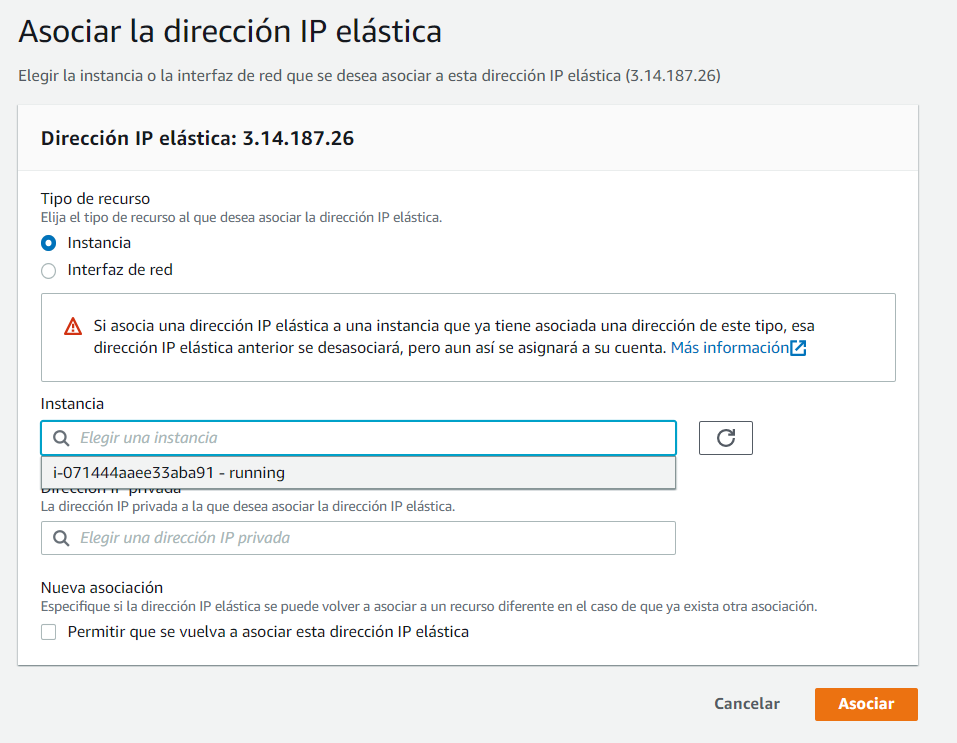 Asociar la dirección IP elástica
Elegir la instancia o la interfaz de red que se desea asociar a esta dirección IP elástica (3.14.187.26)
Dirección IP elástica: 3.14.187.26
Tipo de recurso
Elija el tipo de recurso al que desea asociar la dirección IP elástica.
Instancia
Interfaz de red
Si asocia una dirección IP elástica a una instancia que ya tiene asociada una dirección de este tipo, esa
dirección IP elástica anterior se desasociará, pero aun así se asignará a su cuenta. Más información
Instancia
Elegir una instancia
i-071444aaee33aba91 - running
Dirección IP privada
La dirección IP privada a la que desea asociar la dirección IP elástica.
Elegir una dirección IP privada
Nueva asociación
Especifique si la dirección IP elástica se puede volver a asociar a un recurso diferente en el caso de que ya exista otra asociación.
Permitir que se vuelva a asociar esta dirección IP elástica
Cancelar
Asociar